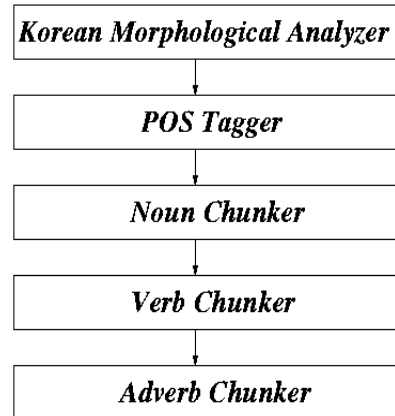 Korean Morphological Analyzer
POS Tagger
Noun Chunker
Verb Chunker
Adverb Chunker